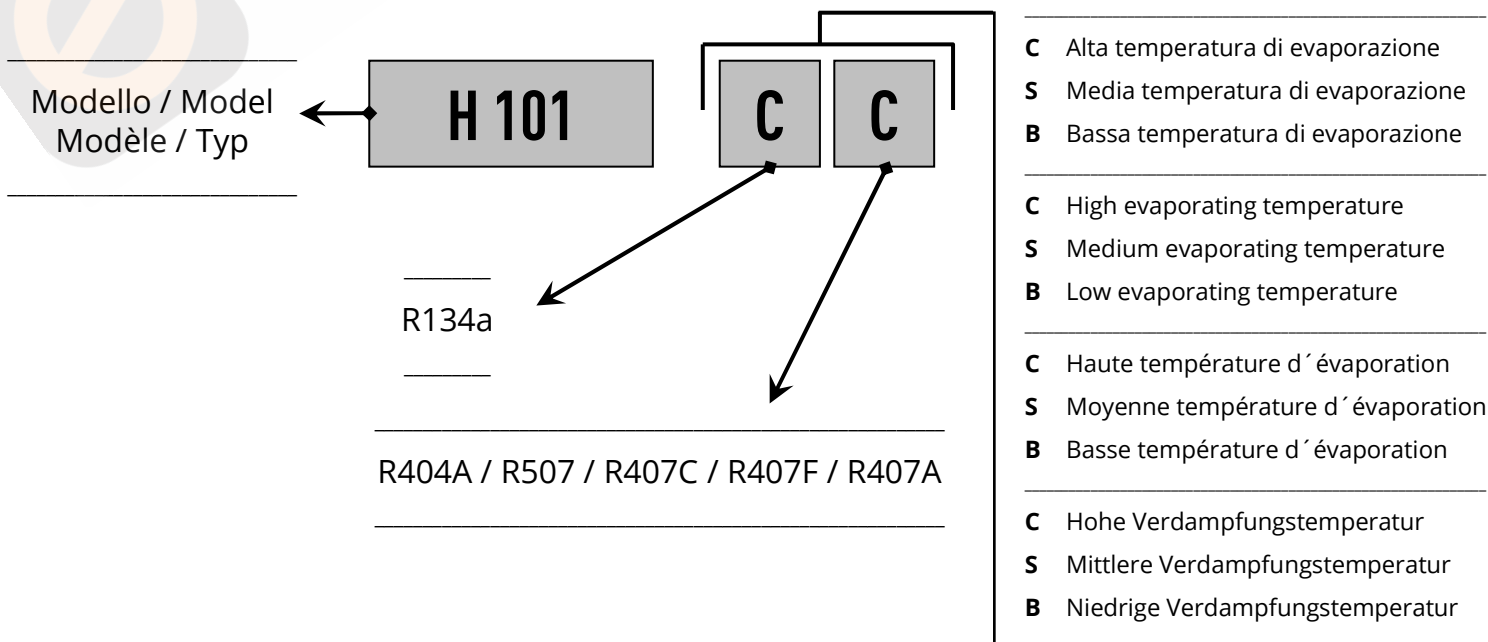 Modello / Model
Modèle / Typ
H 101
C
C
R134a
R404A / R507 / R407C / R407F / R407A
C Alta temperatura di evaporazione
S Media temperatura di evaporazione
B Bassa temperatura di evaporazione
C High evaporating temperature
S Medium evaporating temperature
B Low evaporating temperature
C Haute température d´évaporation
S Moyenne température d´évaporation
B Basse température d´évaporation
C Hohe Verdampfungstemperatur
S Mittlere Verdampfungstemperatur
B Niedrige Verdampfungstemperatur